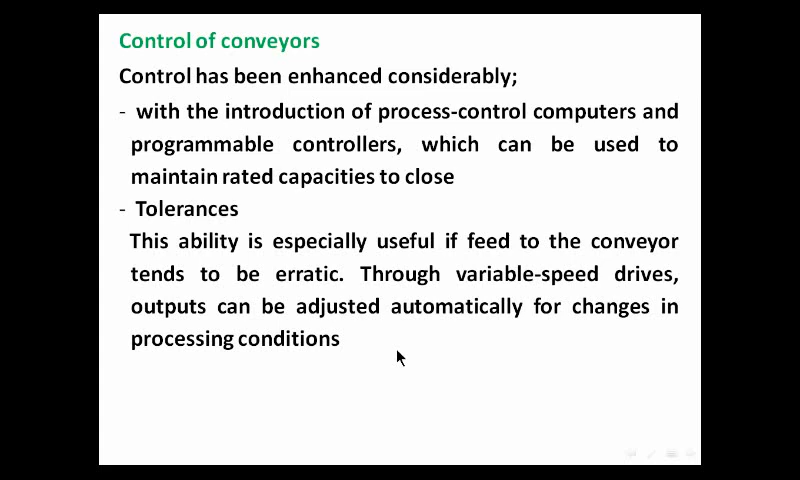 Control of conveyors
Control has been enhanced considerably;
- with the introduction of process-control computers and
programmable controllers, which can be used to
maintain rated capacities to close
- Tolerances
This ability is especially useful if feed to the conveyor
tends to be erratic. Through variable-speed drives,
outputs can be adjusted automatically for changes in
processing conditions